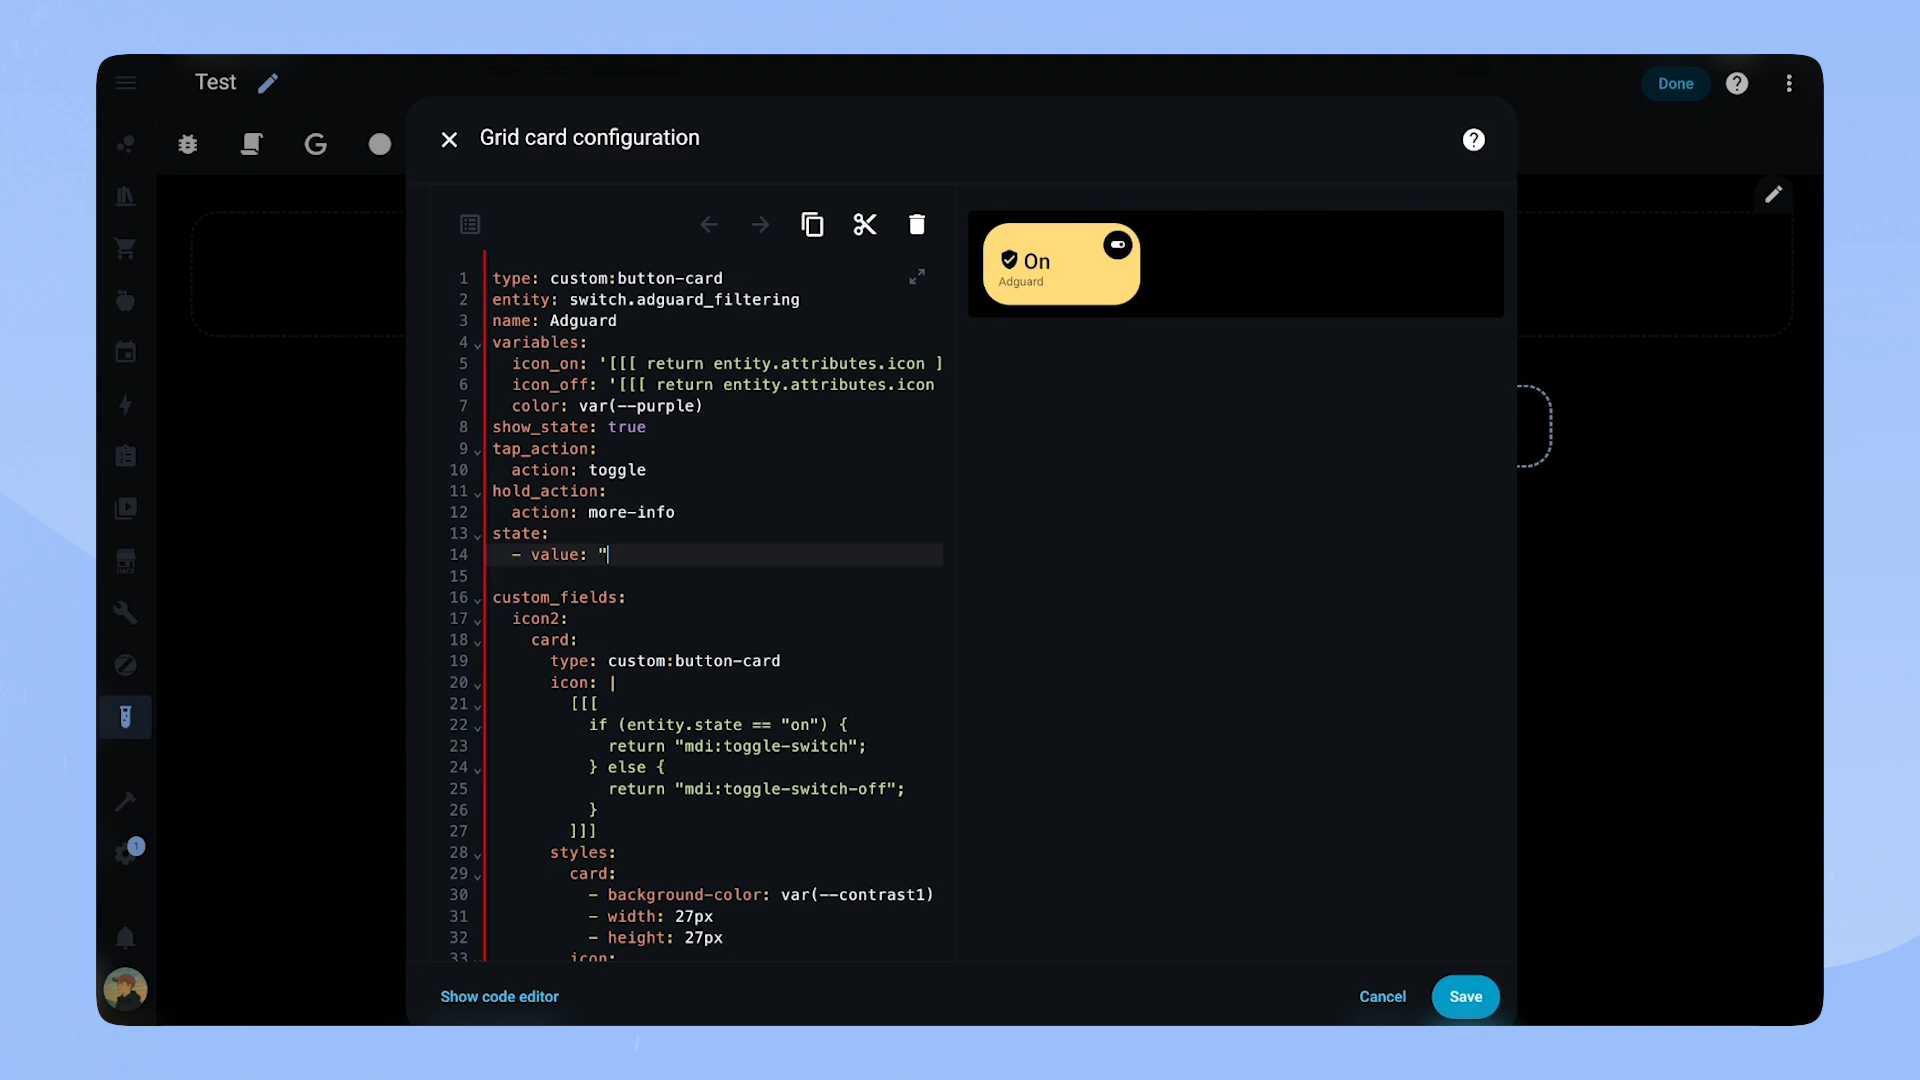 Test
Done
Grid card configuration
1 type: custom:button-card
2 entity: switch.adguard_filtering
3 name: Adguard
4 variables:
5 icon_on: '[[[ return entity.attributes.icon ]
6 icon_off: '[[[ return entity.attributes.icon
7 color: var(--purple)
8 show_state: true
9 tap_action:
10 action: toggle
11 hold_action:
12 action: more-info
13 state:
14 - value: "
15
16 custom_fields:
17 icon2:
18 card:
19 type: custom:button-card
20 icon: |
21 [[[
22 if (entity.state == "on") {
23 return "mdi:toggle-switch";
24 } else {
25 return "mdi:toggle-switch-off";
26 }
27 ]]]
28 styles:
29 card:
30 - background-color: var(--contrast1)
31 - width: 27px
32 - height: 27px
33 icon:
On
Adguard
HACS
1
Show code editor
Cancel
Save